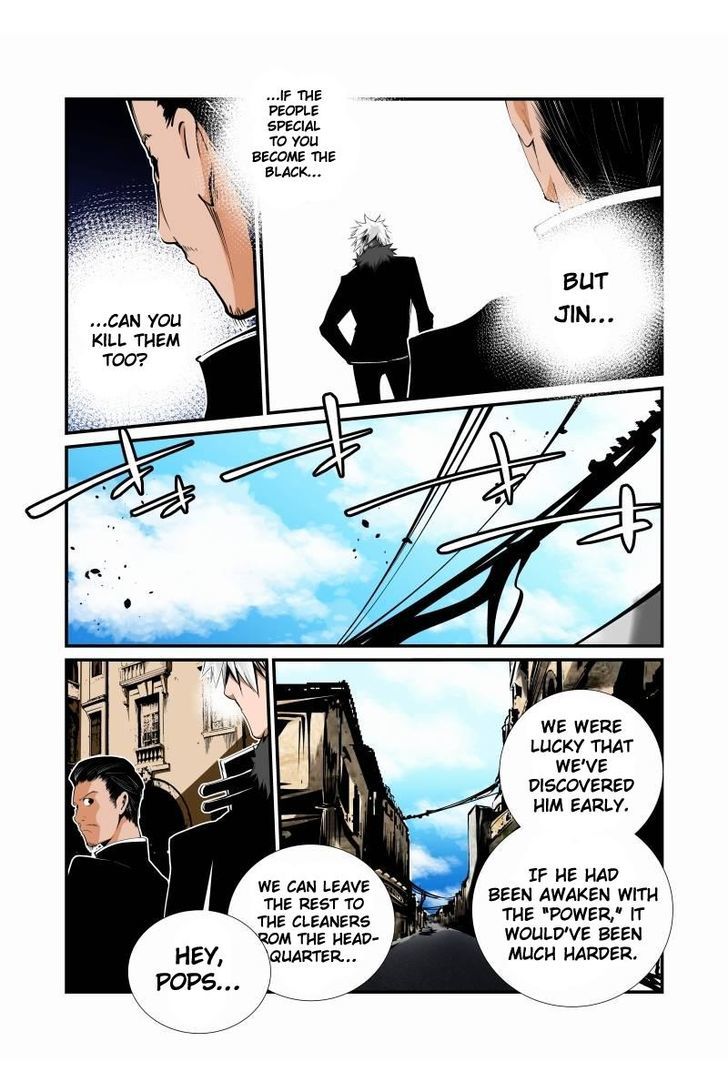 BUT
JIN...
...IF THE
PEOPLE
SPECIAL
TO YOU
BECOME THE
BLACK...
...CAN YOU
KILL THEM
TOO?
WE WERE
LUCKY THAT
WE'VE
DISCOVERED
HIM EARLY.
IF HE HAD
BEEN AWAKEN WITH
THE "POWER," IT
WOULD'VE BEEN
MUCH HARDER.
WE CAN LEAVE
THE REST TO
THE CLEANERS
ROM THE HEAD-
QUARTER...
HEY,
POPS...